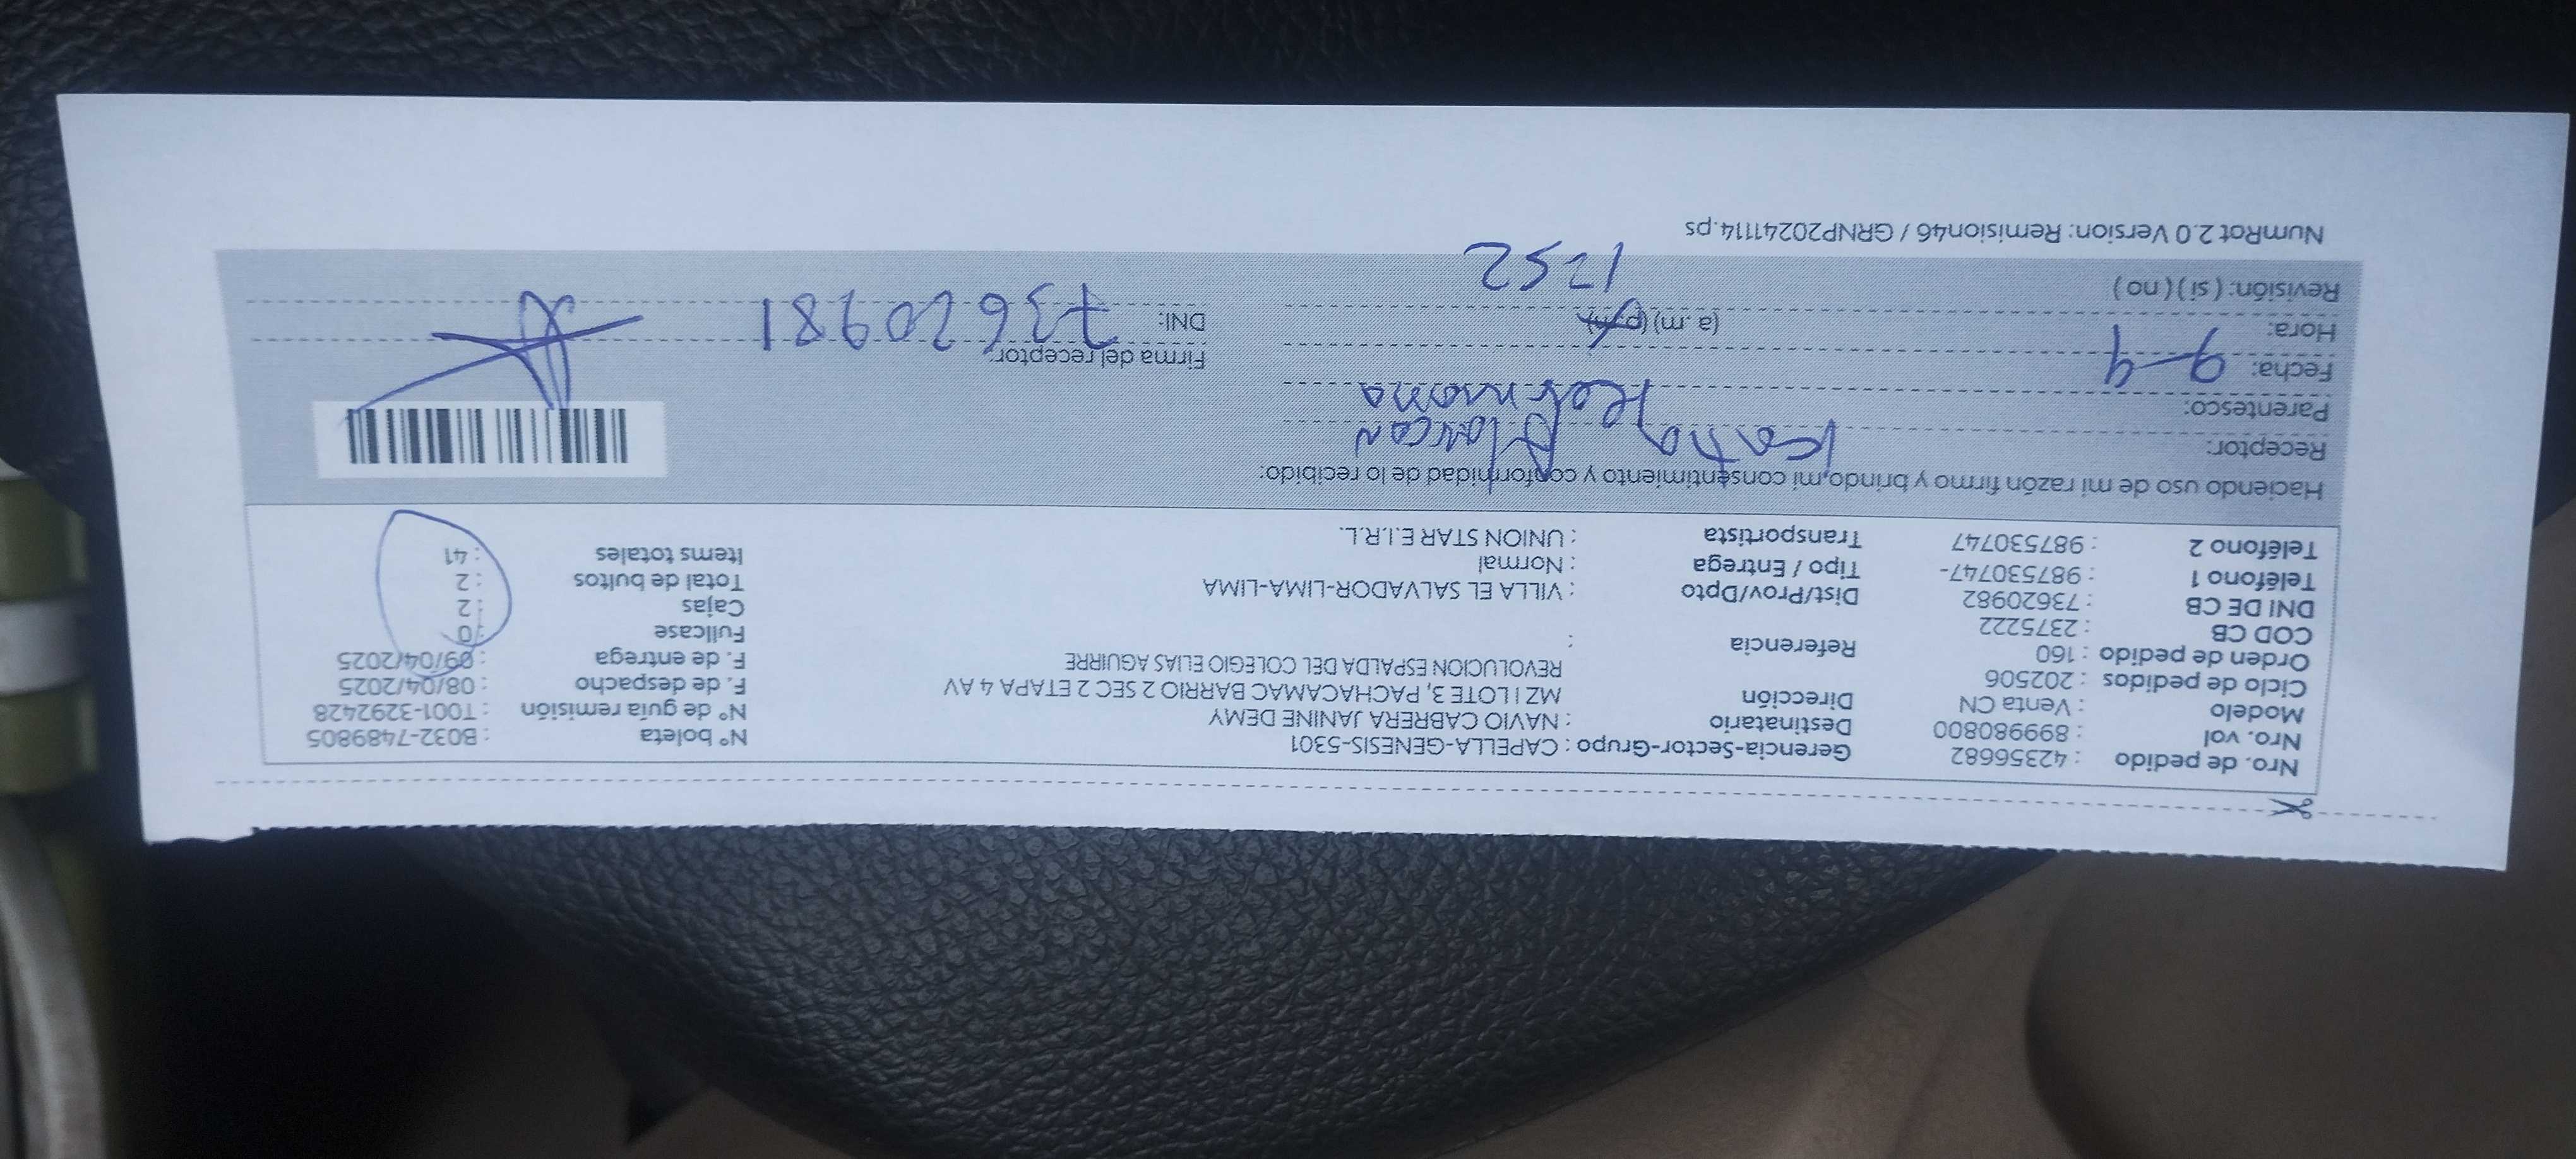 Nro. de pedido : 42356682 Gerencia-Sector-Grupo : CAPELLA-GENESIS-5301 N° boleta : B032-7489805
Nro. vol : 899980800 Destinatario : NAVIO CABRERA JANINE DEMY N° de guía remisión : T001-3292428
Modelo : Venta CN Dirección MZ I LOTE 3, PACHACAMAC BARRIO 2 SEC 2 ETAPA 4 AV F. de despacho : 08/04/2025
Ciclo de pedidos : 202506 REVOLUCION ESPALDA DEL COLEGIO ELIAS AGUIRRE F. de entrega : 09/04/2025
Orden de pedido : 160 Referencia : Fullcase : 0
COD CB : 2375222 Cajas : 2
DNI DE CB : 73620982 Dist/Prov/Dpto : VILLA EL SALVADOR-LIMA-LIMA Total de bultos : 2
Teléfono 1 : 987530747- Tipo / Entrega : Normal Items totales : 41
Teléfono 2 : 987530747 Transportista : UNION STAR E.I.R.L.
Haciendo uso de mi razón firmo y brindo, mi consentimiento y conformidad de lo recibido:
Receptor: Katia
Parentesco: Hermana
Fecha: 9-4 Firma del receptor:
Hora: (a.m) (p.m) DNI: 73620981
1252
Revisión: ( si ) ( no )
NumRot 2.0 Version: Remision46 / GRNP20241114.ps